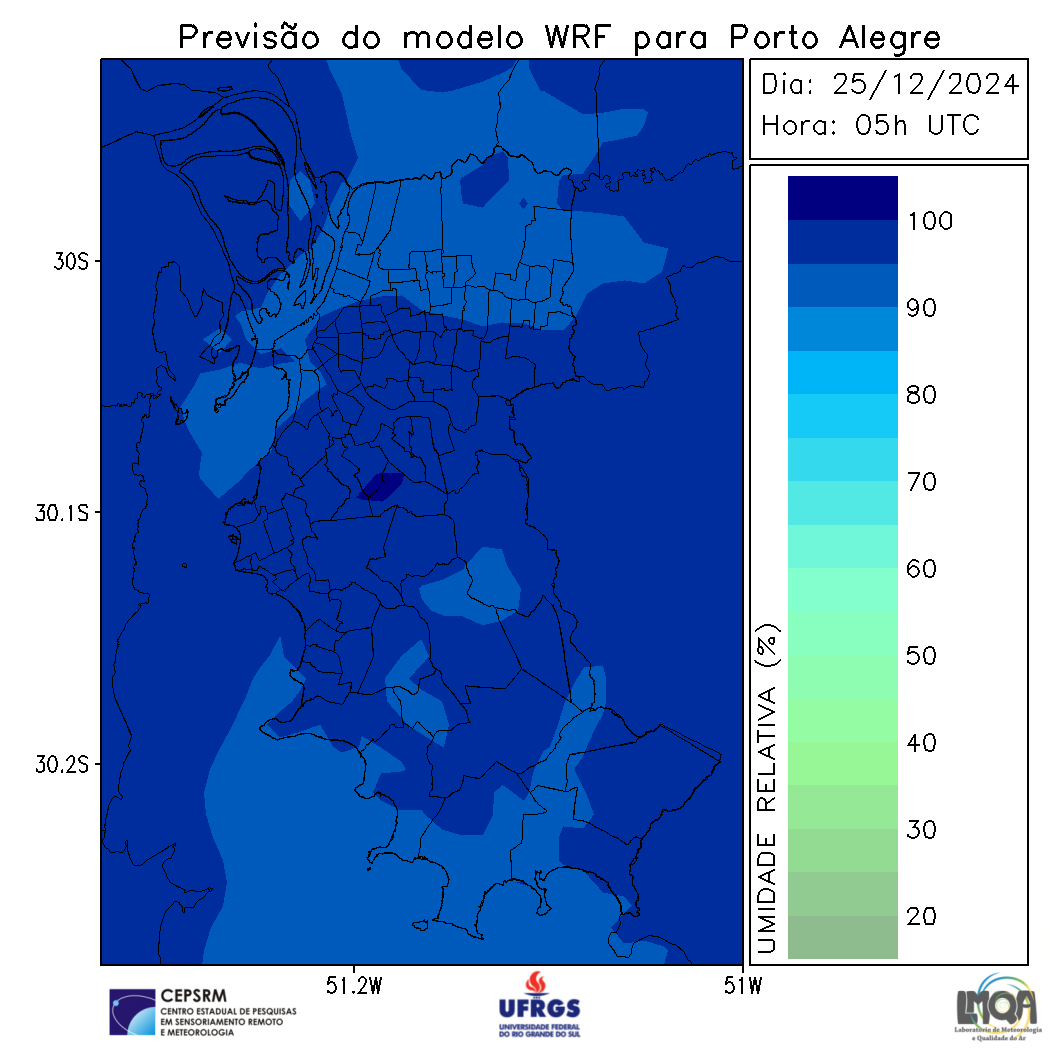 Previsão do modelo WRF para Porto Alegre
Dia: 25/12/2024
Hora: 05h UTC
100
90
80
70
60
50
40
30
20
UMIDADE RELATIVA (%)
30S
30.1S
30.2S
51.2W
51W
CEPSRM
CENTRO ESTADUAL DE PESQUISAS
EM SENSORIAMENTO REMOTO
E METEOROLOGIA
UFRGS
UNIVERSIDADE FEDERAL
DO RIO GRANDE DO SUL
LMQA
Laboratório de Meteorologia
e Qualidade do Ar